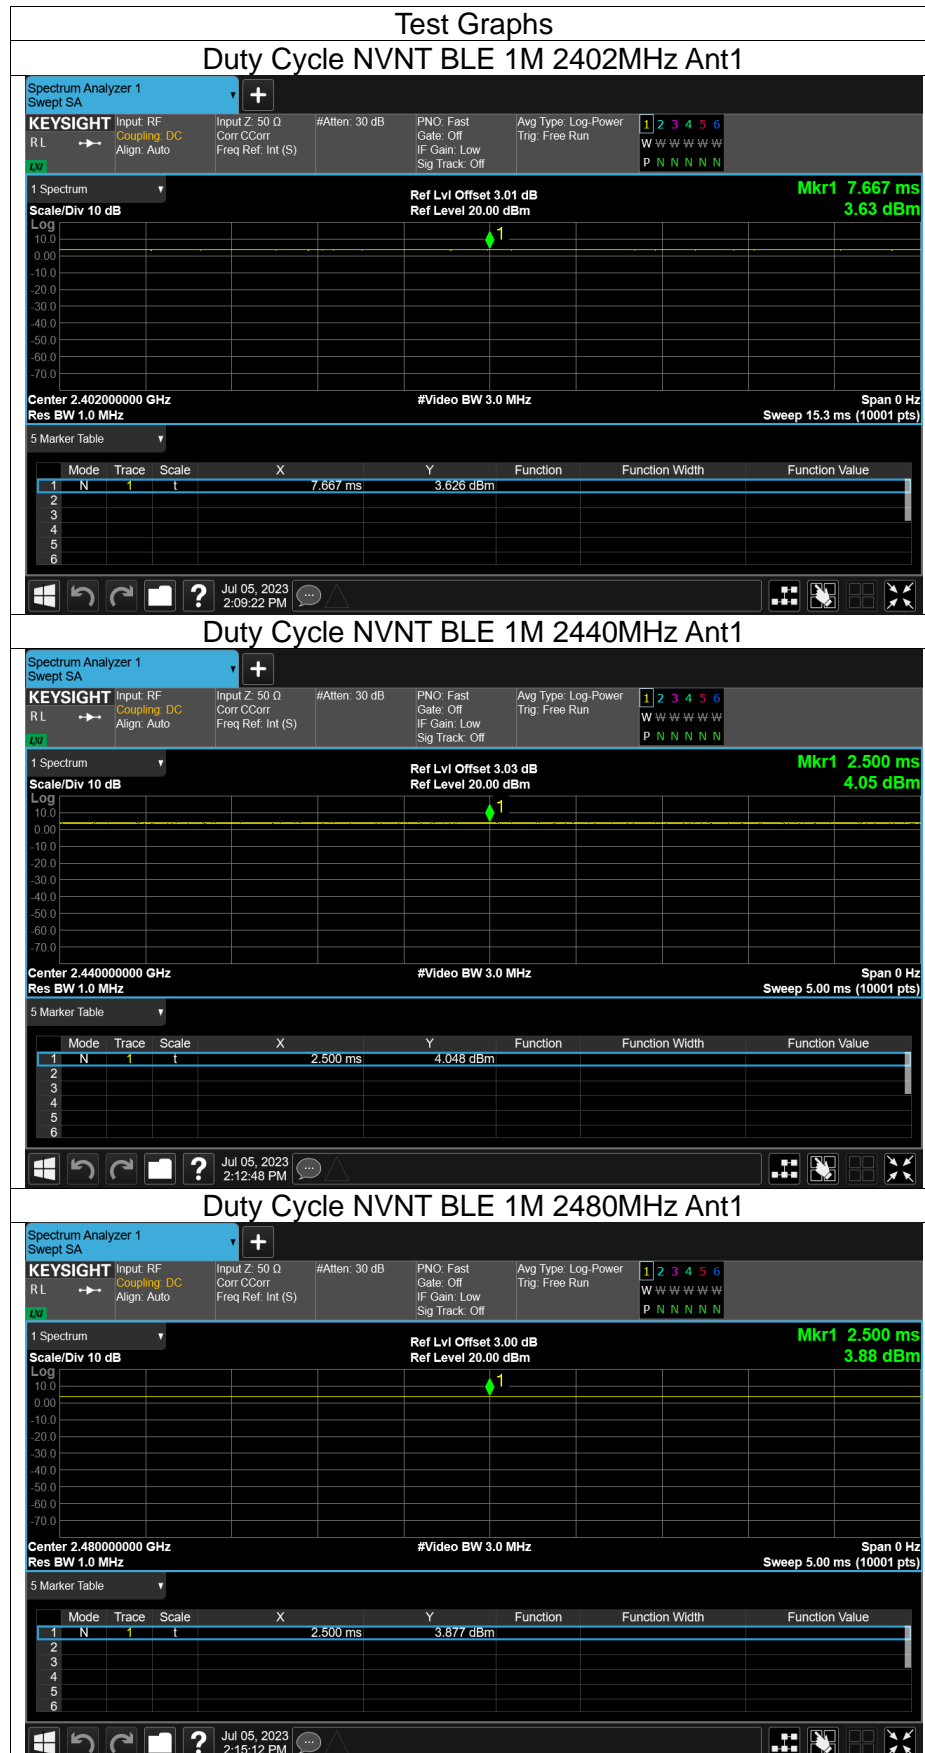 Test Graphs
Duty Cycle NVNT BLE 1M 2402MHz Ant1
Spectrum Analyzer 1
Swept SA
+
KEYSIGHT Input: RF Input Z: 50 Ω #Atten: 30 dB PNO: Fast Avg Type: Log-Power 1 2 3 4 5 6
RL Coupling: DC Corr CCorr Gate: Off Trig: Free Run W W W W W W
Align: Auto Freq Ref: Int (S) IF Gain: Low
LXI Sig Track: Off P N N N N N
1 Spectrum
Scale/Div 10 dB
Ref Lvl Offset 3.01 dB
Ref Level 20.00 dBm
Mkr1 7.667 ms
3.63 dBm
Log
1
10.0
0.00
-10.0
-20.0
-30.0
-40.0
-50.0
-60.0
-70.0
Center 2.402000000 GHz #Video BW 3.0 MHz Span 0 Hz
Res BW 1.0 MHz Sweep 15.3 ms (10001 pts)
5 Marker Table
Mode Trace Scale X Y Function Function Width Function Value
1 N 1 t 7.667 ms 3.626 dBm
2
3
4
5
6
? Jul 05, 2023
2:09:22 PM
Duty Cycle NVNT BLE 1M 2440MHz Ant1
Spectrum Analyzer 1
Swept SA
+
KEYSIGHT Input: RF Input Z: 50 Ω #Atten: 30 dB PNO: Fast Avg Type: Log-Power 1 2 3 4 5 6
RL Coupling: DC Corr CCorr Gate: Off Trig: Free Run W W W W W W
Align: Auto Freq Ref: Int (S) IF Gain: Low
LXI Sig Track: Off P N N N N N
1 Spectrum
Scale/Div 10 dB
Ref Lvl Offset 3.03 dB
Ref Level 20.00 dBm
Mkr1 2.500 ms
4.05 dBm
Log
1
10.0
0.00
-10.0
-20.0
-30.0
-40.0
-50.0
-60.0
-70.0
Center 2.440000000 GHz #Video BW 3.0 MHz Span 0 Hz
Res BW 1.0 MHz Sweep 5.00 ms (10001 pts)
5 Marker Table
Mode Trace Scale X Y Function Function Width Function Value
1 N 1 t 2.500 ms 4.048 dBm
2
3
4
5
6
? Jul 05, 2023
2:12:48 PM
Duty Cycle NVNT BLE 1M 2480MHz Ant1
Spectrum Analyzer 1
Swept SA
+
KEYSIGHT Input: RF Input Z: 50 Ω #Atten: 30 dB PNO: Fast Avg Type: Log-Power 1 2 3 4 5 6
RL Coupling: DC Corr CCorr Gate: Off Trig: Free Run W W W W W W
Align: Auto Freq Ref: Int (S) IF Gain: Low
LXI Sig Track: Off P N N N N N
1 Spectrum
Scale/Div 10 dB
Ref Lvl Offset 3.00 dB
Ref Level 20.00 dBm
Mkr1 2.500 ms
3.88 dBm
Log
1
10.0
0.00
-10.0
-20.0
-30.0
-40.0
-50.0
-60.0
-70.0
Center 2.480000000 GHz #Video BW 3.0 MHz Span 0 Hz
Res BW 1.0 MHz Sweep 5.00 ms (10001 pts)
5 Marker Table
Mode Trace Scale X Y Function Function Width Function Value
1 N 1 t 2.500 ms 3.877 dBm
2
3
4
5
6
? Jul 05, 2023
2:15:12 PM